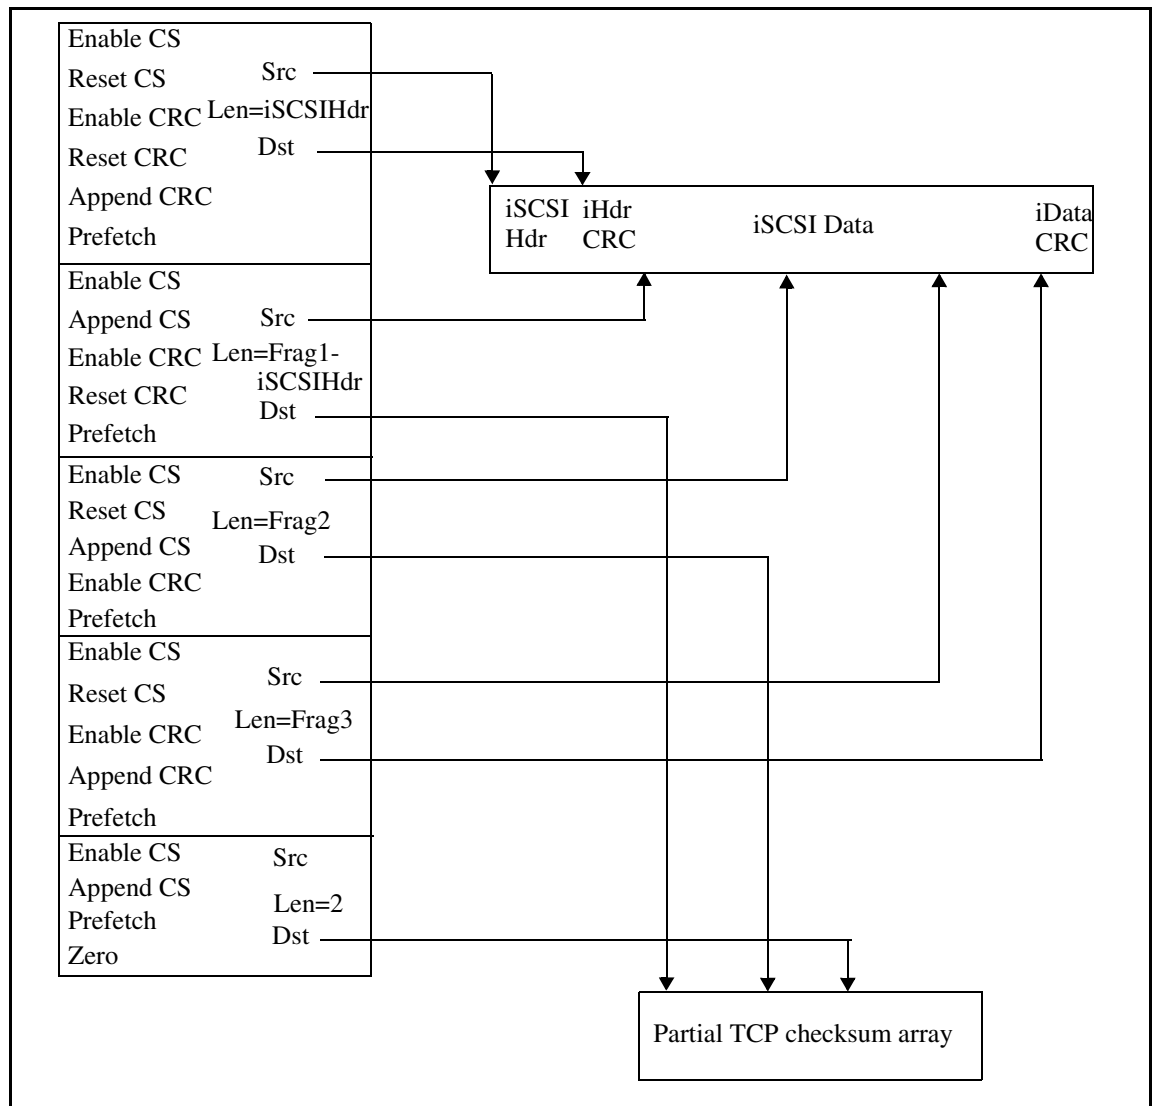 Enable CS
Reset CS
Src
Enable CRC
Len=iSCSIHdr
Reset CRC
Dst
Append CRC
Prefetch
iSCSI
Hdr
iHdr
CRC
iSCSI Data
iData
CRC
Enable CS
Append CS
Src
Enable CRC
Len=Frag1-
iSCSIHdr
Reset CRC
Dst
Prefetch
Enable CS
Src
Reset CS
Len=Frag2
Append CS
Dst
Enable CRC
Prefetch
Enable CS
Src
Reset CS
Len=Frag3
Enable CRC
Dst
Append CRC
Prefetch
Enable CS
Src
Append CS
Len=2
Prefetch
Dst
Zero
Partial TCP checksum array